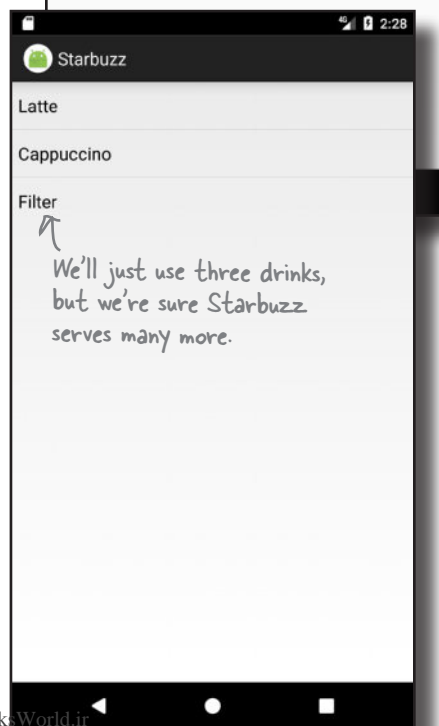 4G 2:28
Starbuzz
Latte
Cappuccino
Filter
We'll just use three drinks,
but we're sure Starbuzz
serves many more.
ksWorld.ir